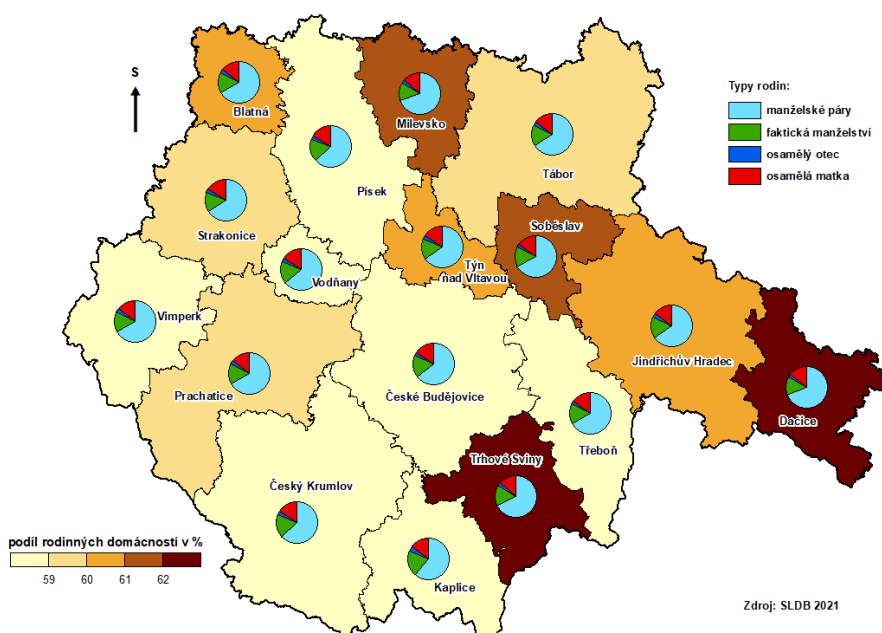 S
Blatná
Milevsko
Písek
Tábor
Typy rodin:
manželské páry
faktická manželství
osamělý otec
osamělá matka
Strakonice
Soběslav
Týn
nad Vltavou
Vodňany
Vimperk
Jindřichův Hradec
Prachatice
České Budějovice
Dačice
Třeboň
Trhové Sviny
Český Krumlov
Kaplice
podíl rodinných domácností v %
59 60 61 62
Zdroj: SLDB 2021